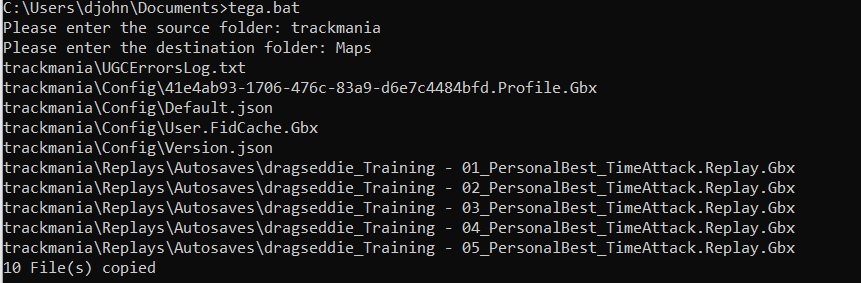 C:\Users\djohn\Documents>tega.bat
Please enter the source folder: trackmania
Please enter the destination folder: Maps
trackmania\UGCErrorsLog.txt
trackmania\Config\41e4ab93-1706-476c-83a9-d6e7c4484bfd.Profile.Gbx
trackmania\Config\Default.json
trackmania\Config\User.FidCache.Gbx
trackmania\Config\Version.json
trackmania\Replays\Autosaves\dragseddie_Training - 01_PersonalBest_TimeAttack.Replay.Gbx
trackmania\Replays\Autosaves\dragseddie_Training - 02_PersonalBest_TimeAttack.Replay.Gbx
trackmania\Replays\Autosaves\dragseddie_Training - 03_PersonalBest_TimeAttack.Replay.Gbx
trackmania\Replays\Autosaves\dragseddie_Training - 04_PersonalBest_TimeAttack.Replay.Gbx
trackmania\Replays\Autosaves\dragseddie_Training - 05_PersonalBest_TimeAttack.Replay.Gbx
10 File(s) copied